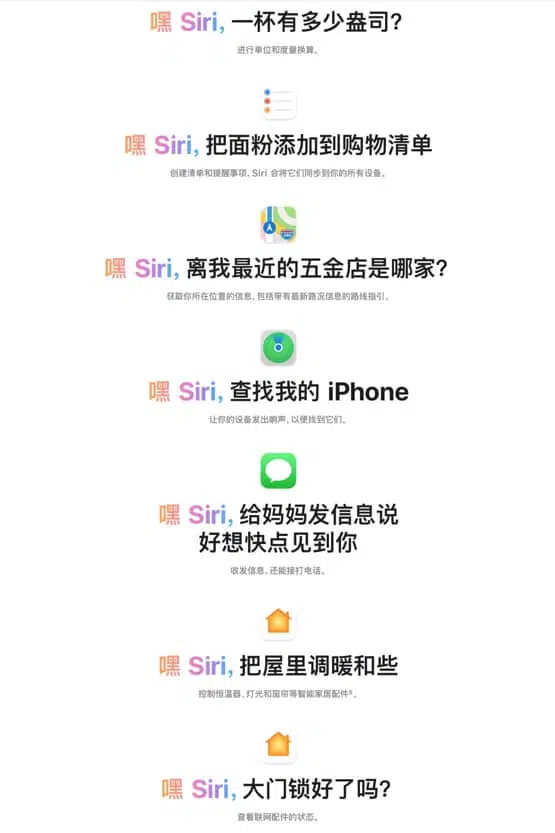 嘿 Siri, 一杯有多少盎司?
进行单位和度量换算。
嘿 Siri, 把面粉添加到购物清单
创建清单和提醒事项, Siri 会将它们同步到你的所有设备。
嘿 Siri, 离我最近的五金店是哪家?
获取你所在位置的信息, 包括带有最新路况信息的路线指引。
嘿 Siri, 查找我的 iPhone
让你的设备发出响声, 以便找到它们。
嘿 Siri, 给妈妈发信息说
好想快点见到你
收发信息, 还能接打电话。
嘿 Siri, 把屋里调暖和些
控制恒温器、灯光和窗帘等智能家居配件⁶。
嘿 Siri, 大门锁好了吗?
查看联网配件的状态。